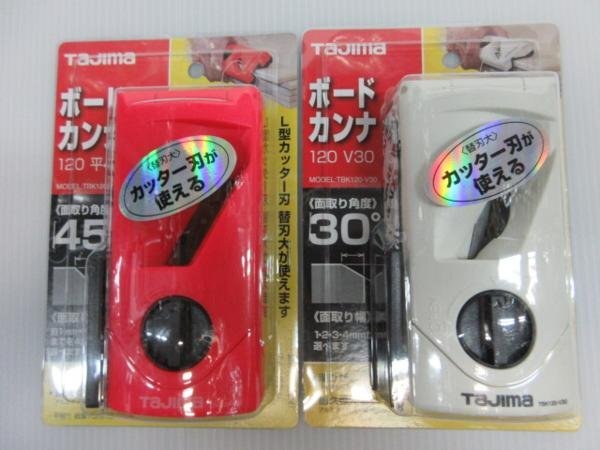 Tajima
ボード
カンナ
120 平
MODEL:TBK120
〈替刃大〉
カッター刃が
使える
〈面取り角度〉
45°
〈面取り幅〉
L型カッター刃 替刃大が使えます
Tajima
Tajima
ボード
カンナ
120 V30
MODEL:TBK120-V30
〈替刃大〉
カッター刃が
使える
〈面取り角度〉
30°
〈面取り幅〉
1・2・3・4mm
選べます
Tajima
TBK120-V30